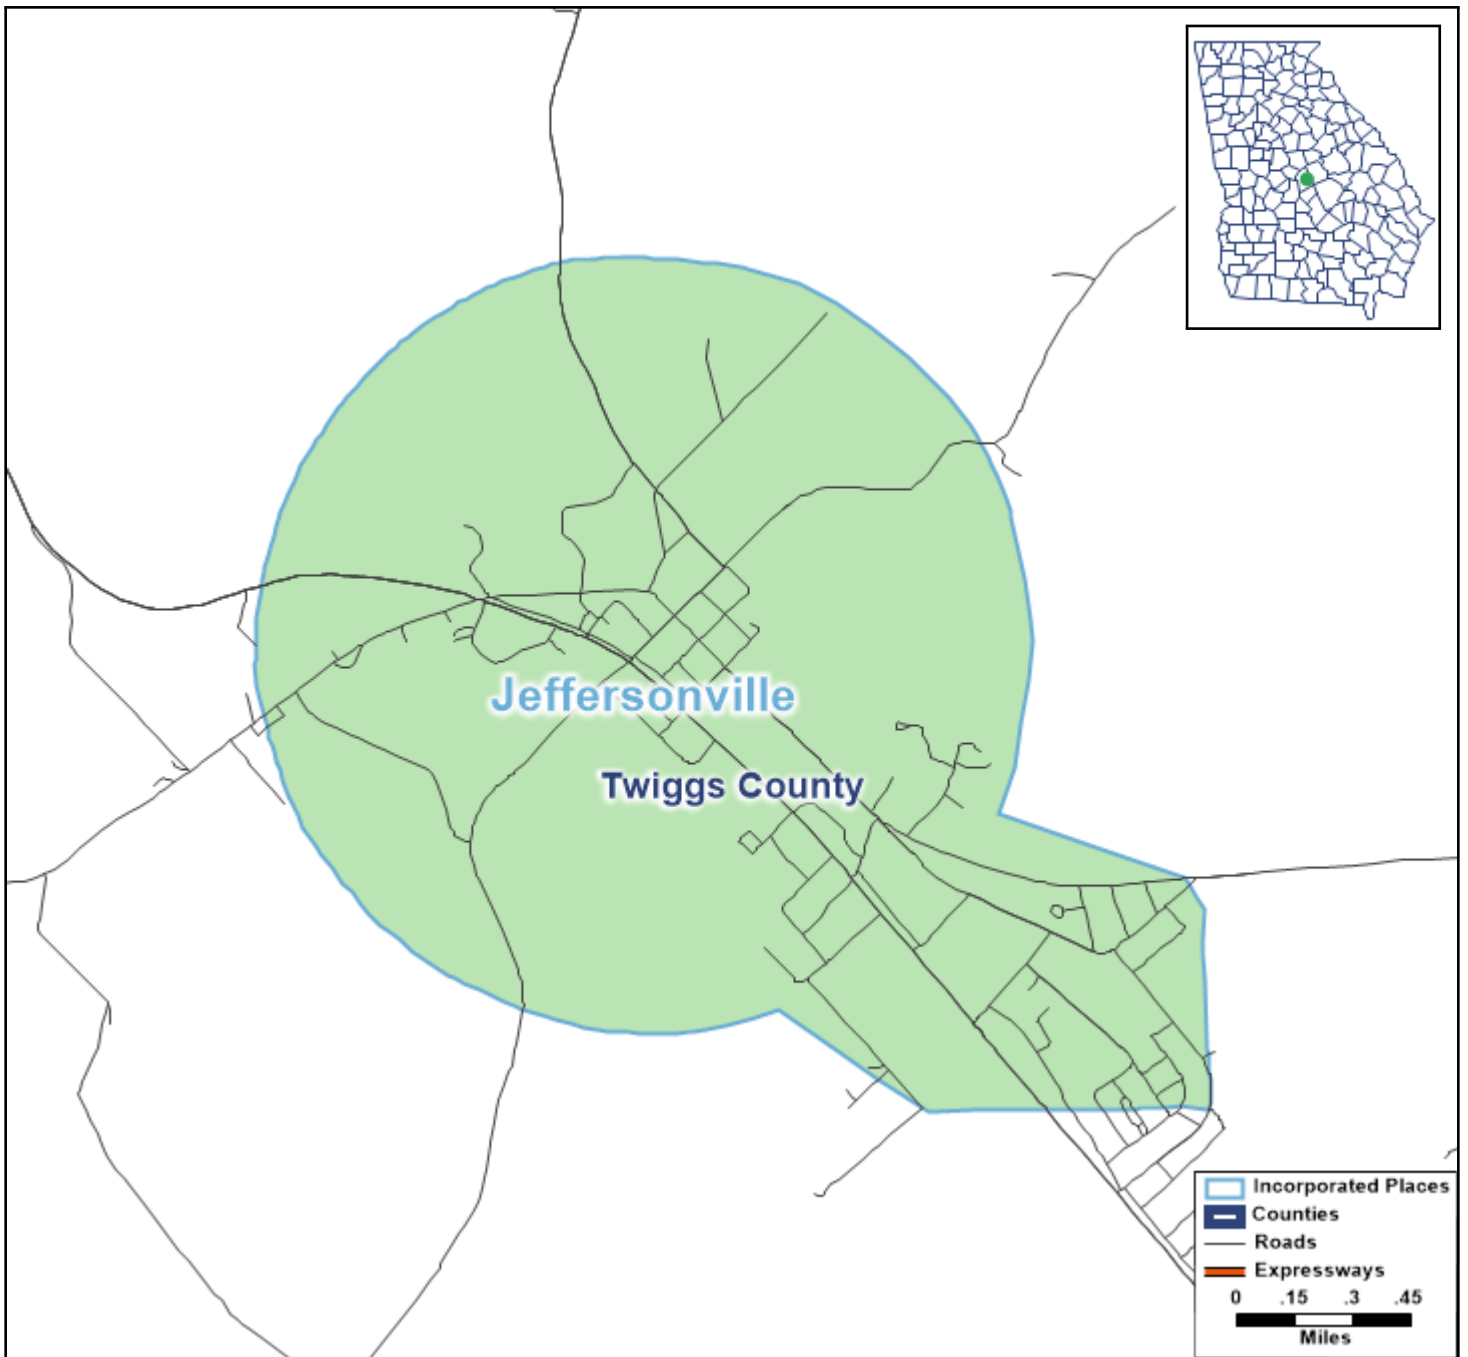 Jeffersonville
Twiggs County
Incorporated Places
Counties
Roads
Expressways
0 .15 .3 .45
Miles